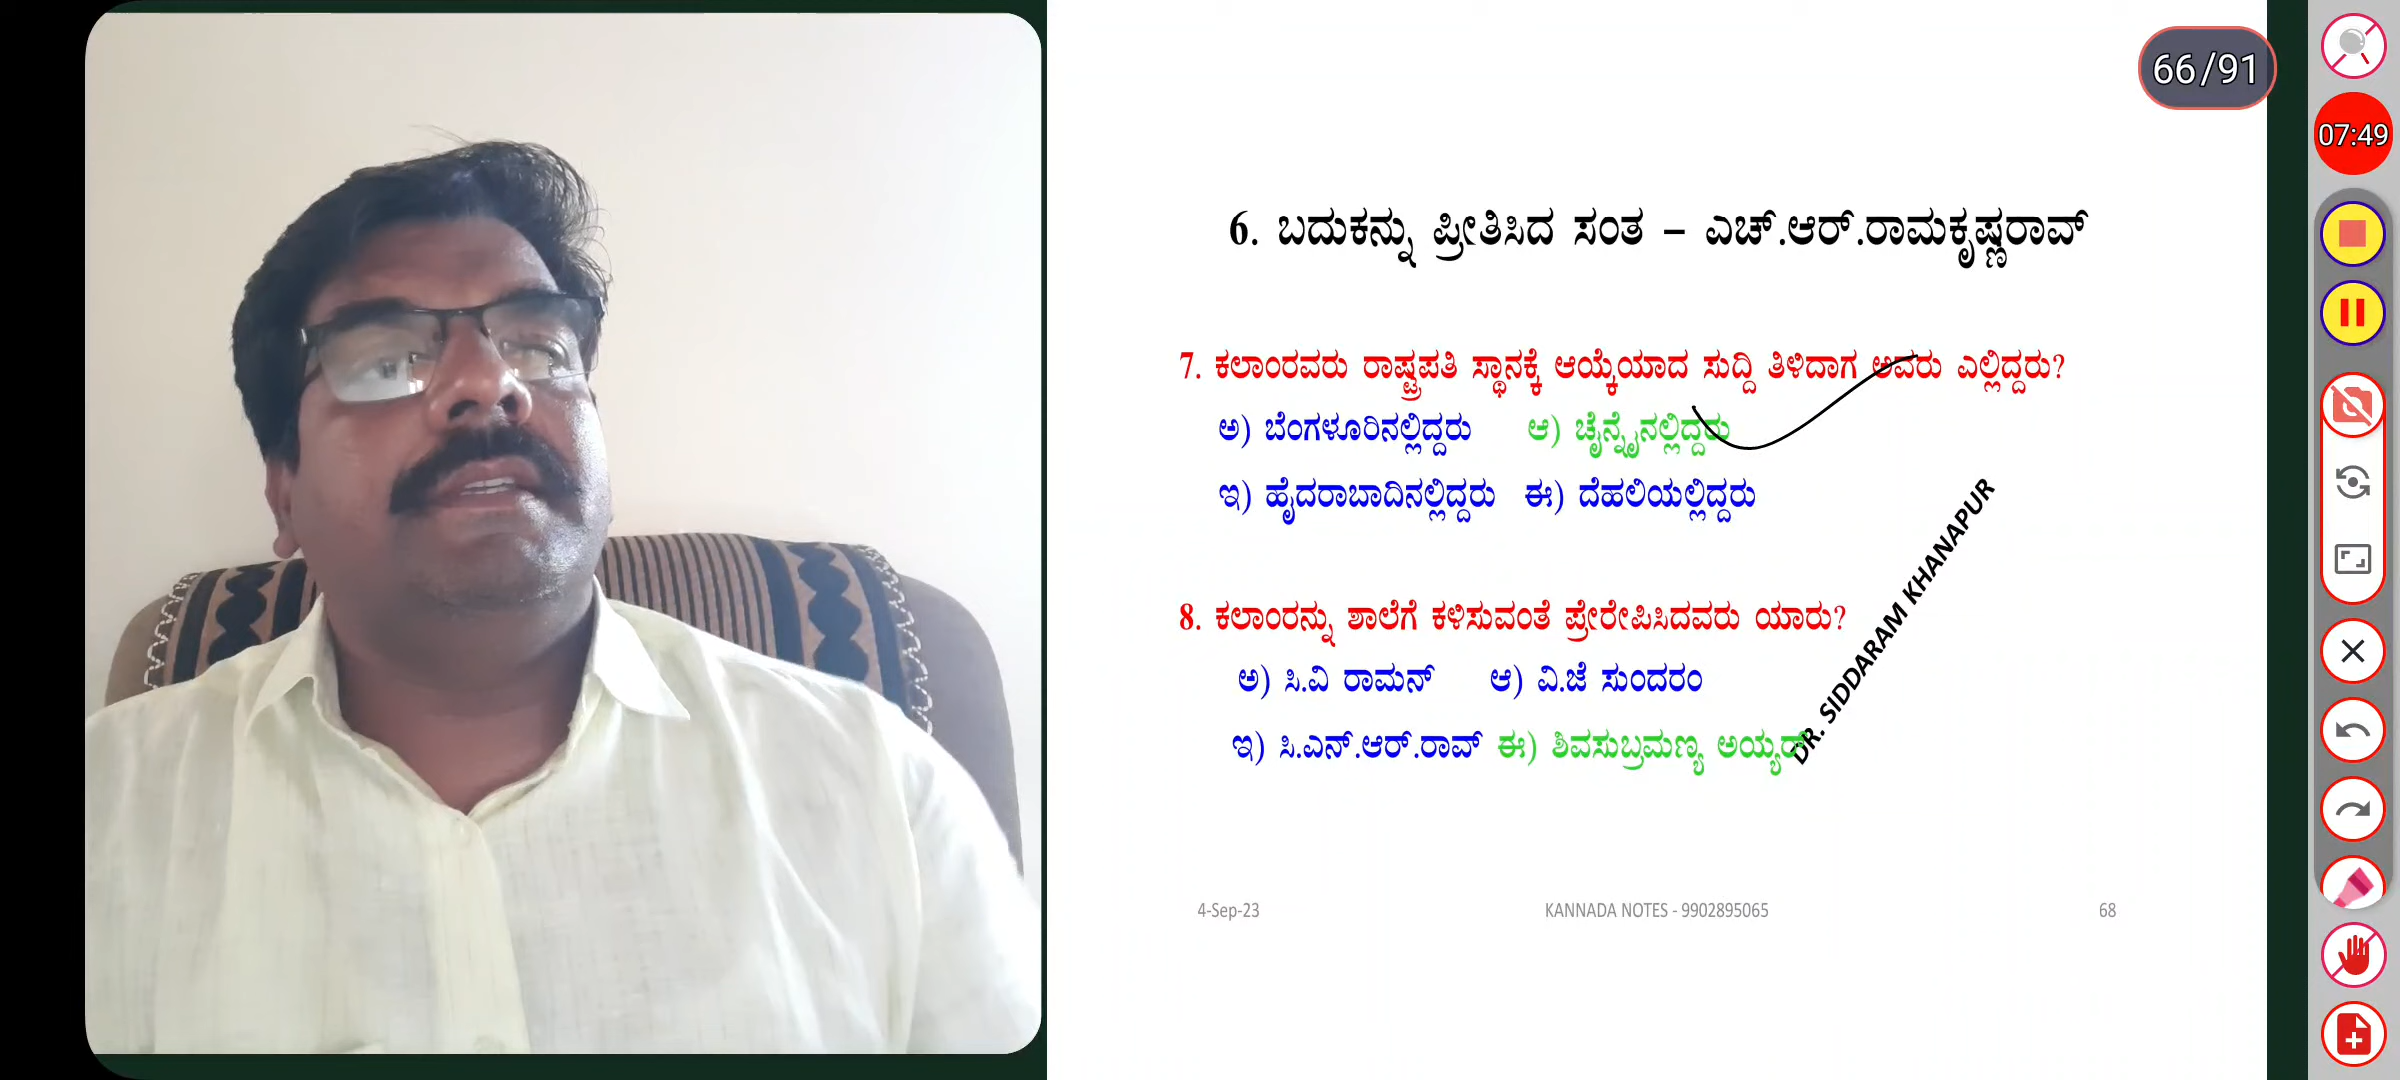 66/91
07:49
6. ಬದುಕನ್ನು ಪ್ರೀತಿಸಿದ ಸಂತ – ಎಚ್.ಆರ್.ರಾಮಕೃಷ್ಣರಾವ್
7. ಕಲಾಂರವರು ರಾಷ್ಟ್ರಪತಿ ಸ್ಥಾನಕ್ಕೆ ಆಯ್ಕೆಯಾದ ಸುದ್ದಿ ತಿಳಿದಾಗ ಅವರು ಎಲ್ಲಿದ್ದರು?
ಅ) ಬೆಂಗಳೂರಿನಲ್ಲಿದ್ದರು ಆ) ಚೈನ್ನೈನಲ್ಲಿದ್ದರು
ಇ) ಹೈದರಾಬಾದಿನಲ್ಲಿದ್ದರು ಈ) ದೆಹಲಿಯಲ್ಲಿದ್ದರು
8. ಕಲಾಂರನ್ನು ಶಾಲೆಗೆ ಕಳಿಸುವಂತೆ ಪ್ರೇರೇಪಿಸಿದವರು ಯಾರು?
ಅ) ಸಿ.ವಿ ರಾಮನ್ ಆ) ವಿ.ಜೆ ಸುಂದರಂ
ಇ) ಸಿ.ಎನ್.ಆರ್.ರಾವ್ ಈ) ಶಿವಸುಬ್ರಮಣ್ಯ ಅಯ್ಯರ್
DR. SIDDARAM KHANAPUR
4-Sep-23 KANNADA NOTES - 9902895065 68